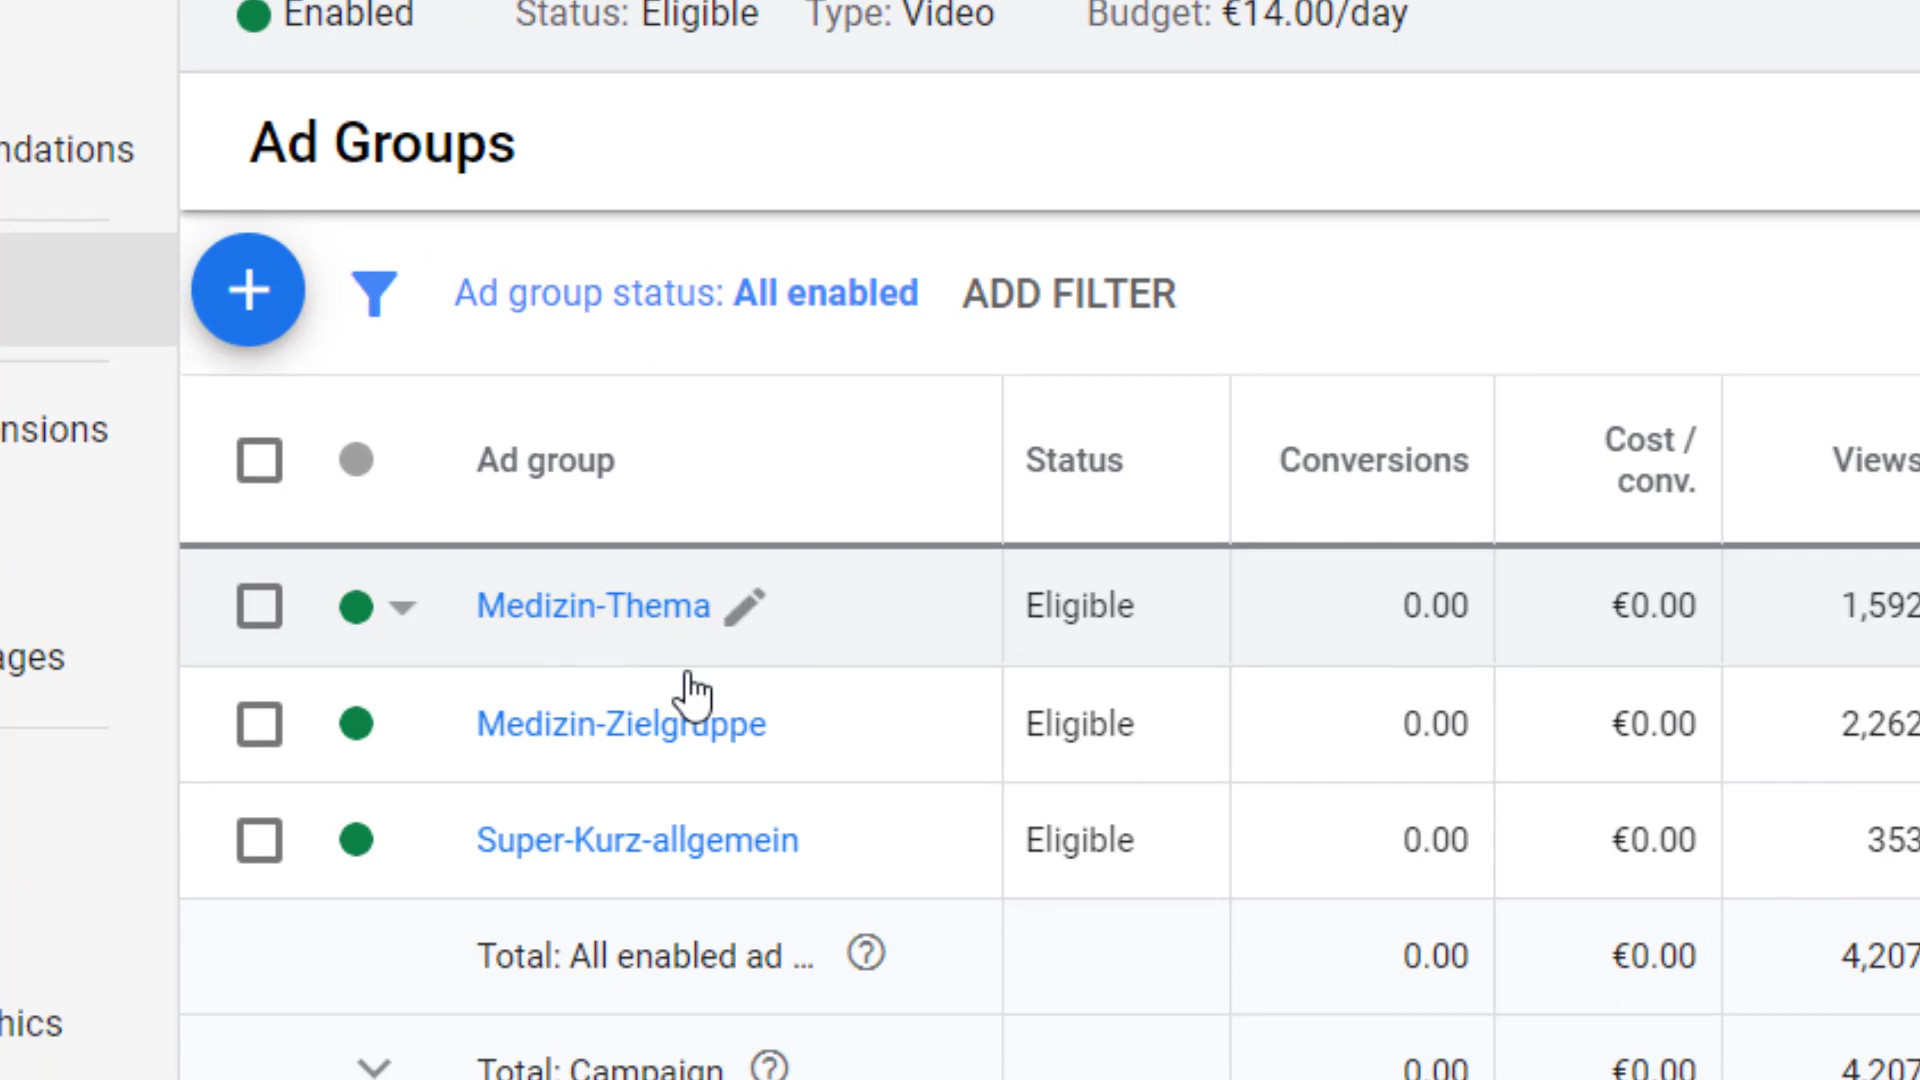 Enabled Status: Eligible Type: Video Budget: €14.00/day
ndations
Ad Groups
Ad group status: All enabled ADD FILTER
nsions
Ad group Status Conversions Cost / conv. Views
Medizin-Thema Eligible 0.00 €0.00 1,592
ages
Medizin-Zielgruppe Eligible 0.00 €0.00 2,262
Super-Kurz-allgemein Eligible 0.00 €0.00 353
Total: All enabled ad ... 0.00 €0.00 4,207
hics
Total: Campaign 0.00 €0.00 4,207